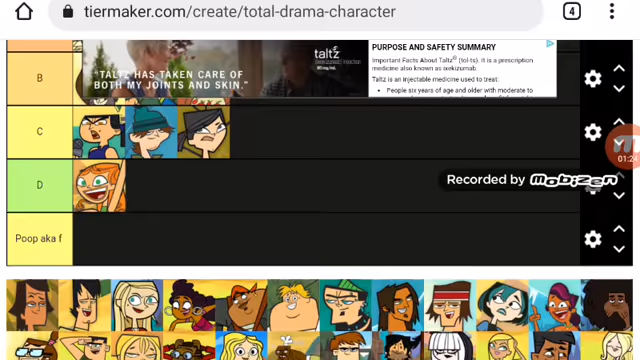 tiermaker.com/create/total-drama-character
4
taltz
"TALTZ HAS TAKEN CARE OF
BOTH MY JOINTS AND SKIN."
PURPOSE AND SAFETY SUMMARY
Important Facts About Taltz® (tol-ts). It is a prescription
medicine also known as ixekizumab.
Taltz is an injectable medicine used to treat:
• People six years of age and older with moderate to
B
C
01:24
D
Recorded by mobizen
Poop aka f